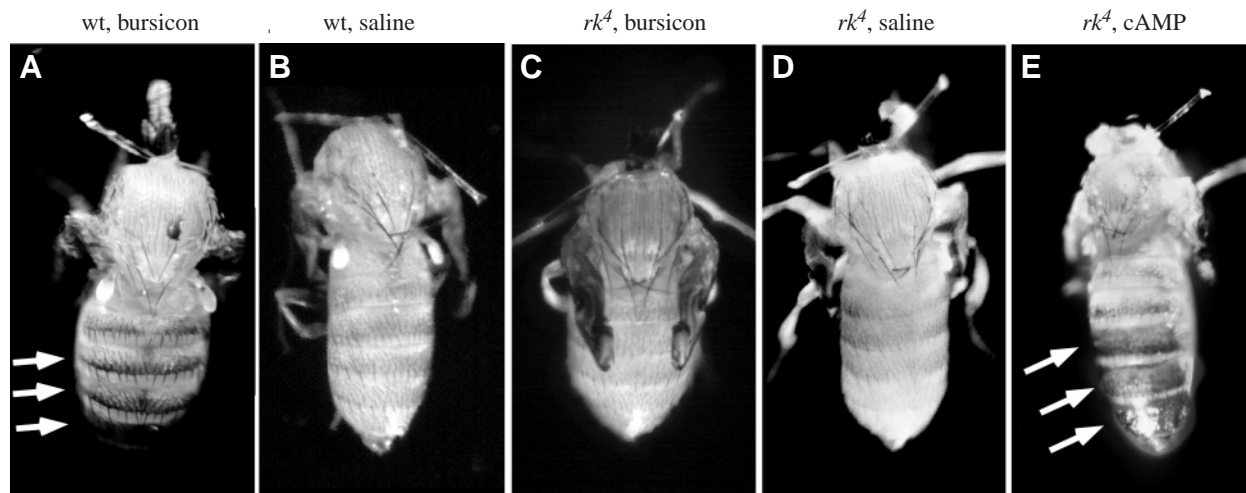 wt, bursicon wt, saline rk⁴, bursicon rk⁴, saline rk⁴, cAMP
A B C D E